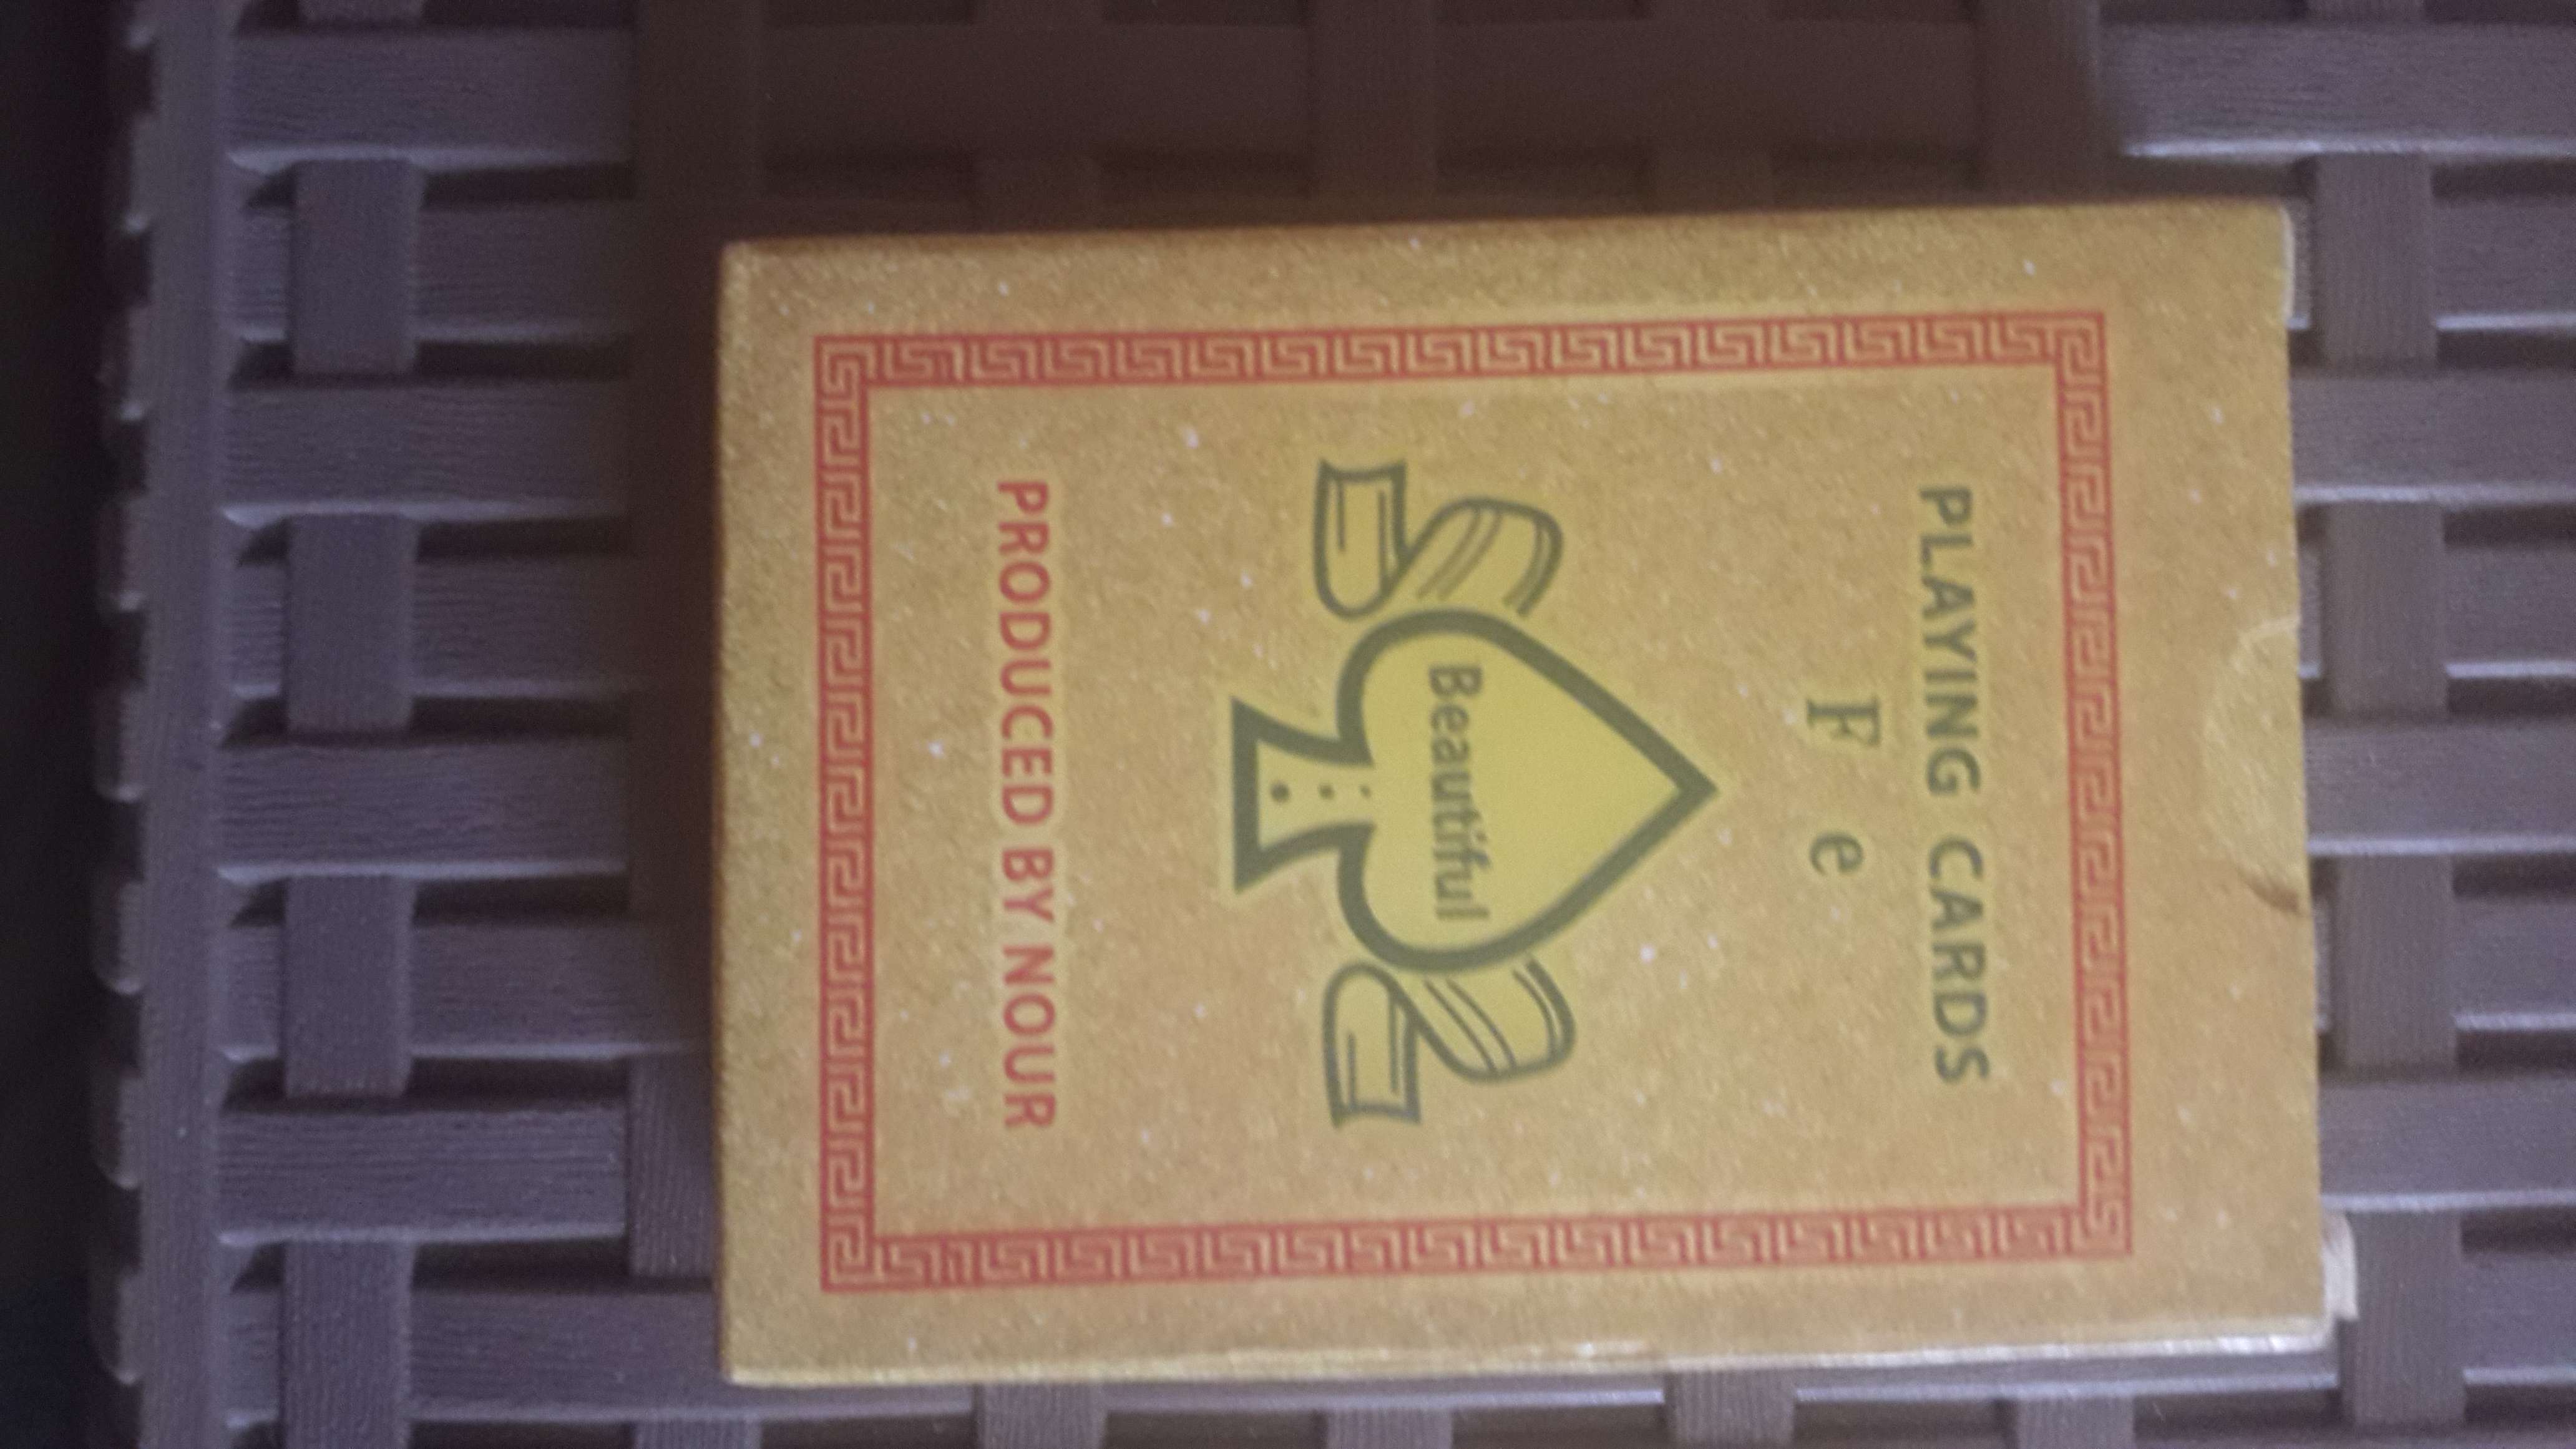 PLAYING CARDS
F e
Beautiful
PRODUCED BY NOUR